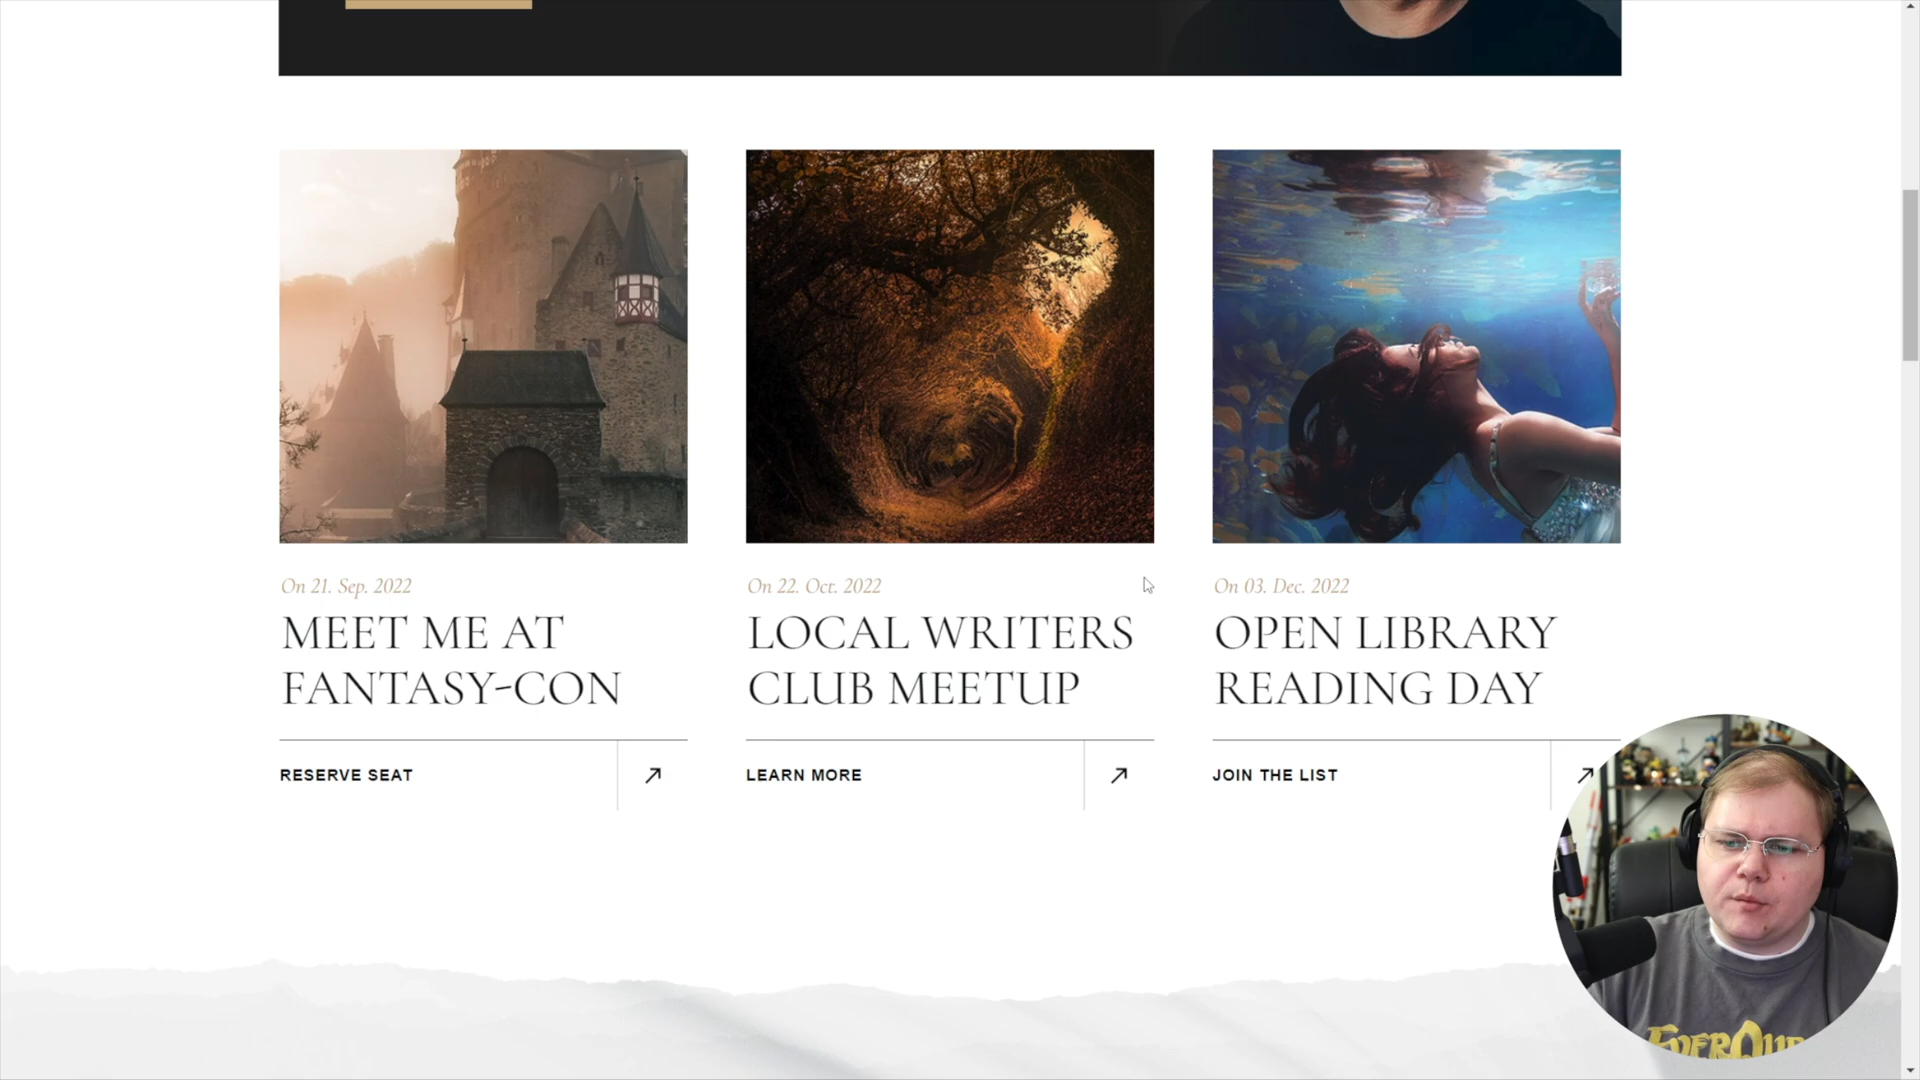 On 21. Sep. 2022
MEET ME AT
FANTASY-CON
RESERVE SEAT
On 22. Oct. 2022
LOCAL WRITERS
CLUB MEETUP
LEARN MORE
On 03. Dec. 2022
OPEN LIBRARY
READING DAY
JOIN THE LIST